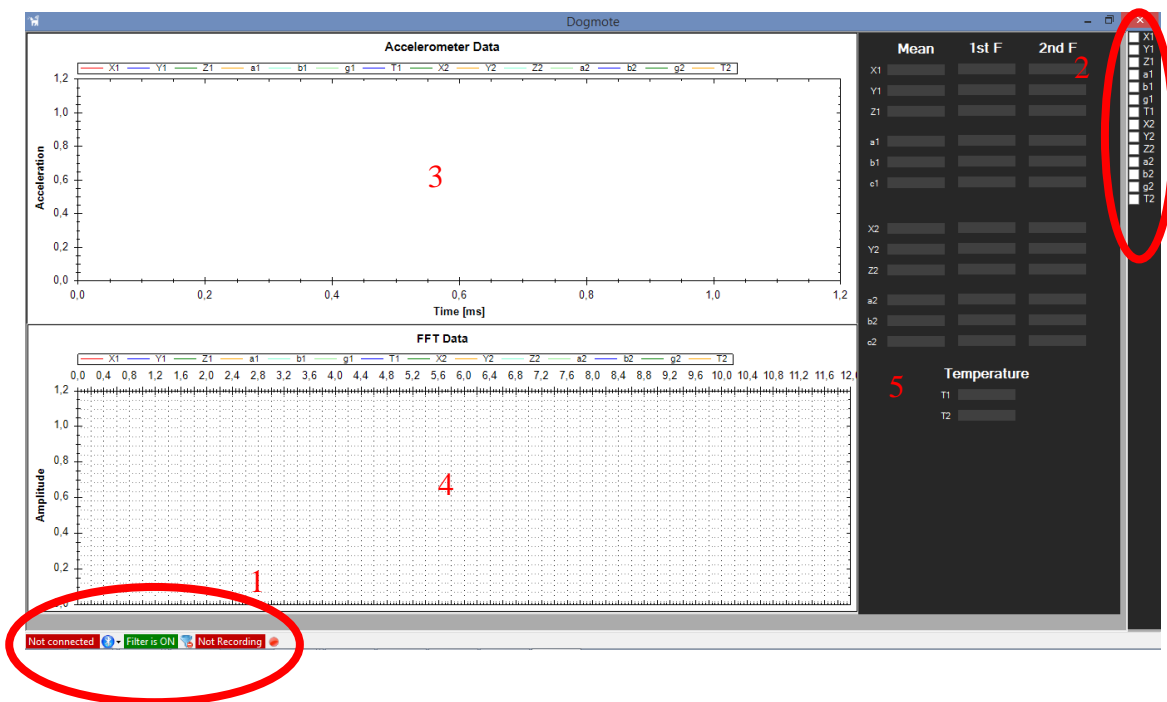 Dogmote
Accelerometer Data
X1 Y1 Z1 a1 b1 g1 T1 X2 Y2 Z2 a2 b2 g2 T2
1,2
1,0
0,8
0,6
0,4
0,2
0,0
Acceleration
3
0,0 0,2 0,4 0,6 0,8 1,0 1,2
Time [ms]
FFT Data
X1 Y1 Z1 a1 b1 g1 T1 X2 Y2 Z2 a2 b2 g2 T2
0,0 0,4 0,8 1,2 1,6 2,0 2,4 2,8 3,2 3,6 4,0 4,4 4,8 5,2 5,6 6,0 6,4 6,8 7,2 7,6 8,0 8,4 8,8 9,2 9,6 10,0 10,4 10,8 11,2 11,6 12,
1,2
1,0
0,8
0,6
0,4
0,2
Amplitude
4
1
Mean 1st F 2nd F
2
X1
Y1
Z1
a1
b1
c1
X2
Y2
Z2
a2
b2
c2
5
Temperature
T1
T2
X1
Y1
Z1
a1
b1
g1
T1
X2
Y2
Z2
a2
b2
g2
T2
Not connected Filter is ON Not Recording